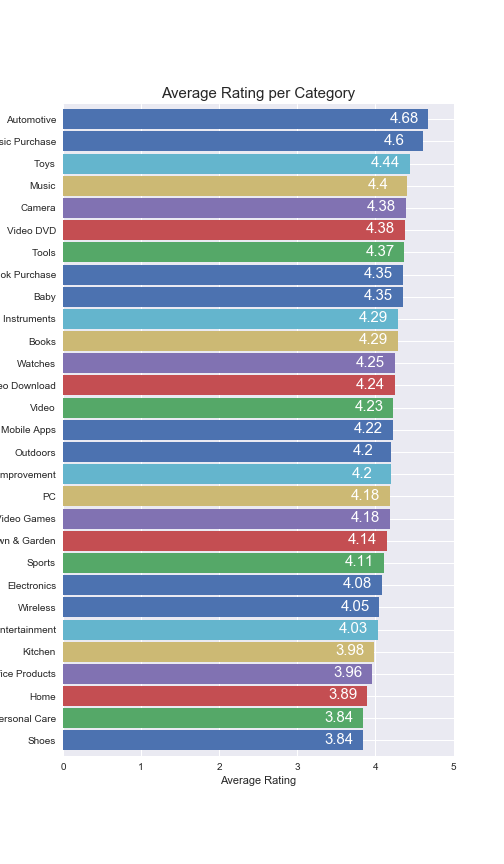 Average Rating per Category
Automotive 4.68
sic Purchase 4.6
Toys 4.44
Music 4.4
Camera 4.38
Video DVD 4.38
Tools 4.37
ok Purchase 4.35
Baby 4.35
Instruments 4.29
Books 4.29
Watches 4.25
eo Download 4.24
Video 4.23
Mobile Apps 4.22
Outdoors 4.2
mprovement 4.2
PC 4.18
Video Games 4.18
wn & Garden 4.14
Sports 4.11
Electronics 4.08
Wireless 4.05
ntertainment 4.03
Kitchen 3.98
fice Products 3.96
Home 3.89
ersonal Care 3.84
Shoes 3.84
0 1 2 3 4 5
Average Rating